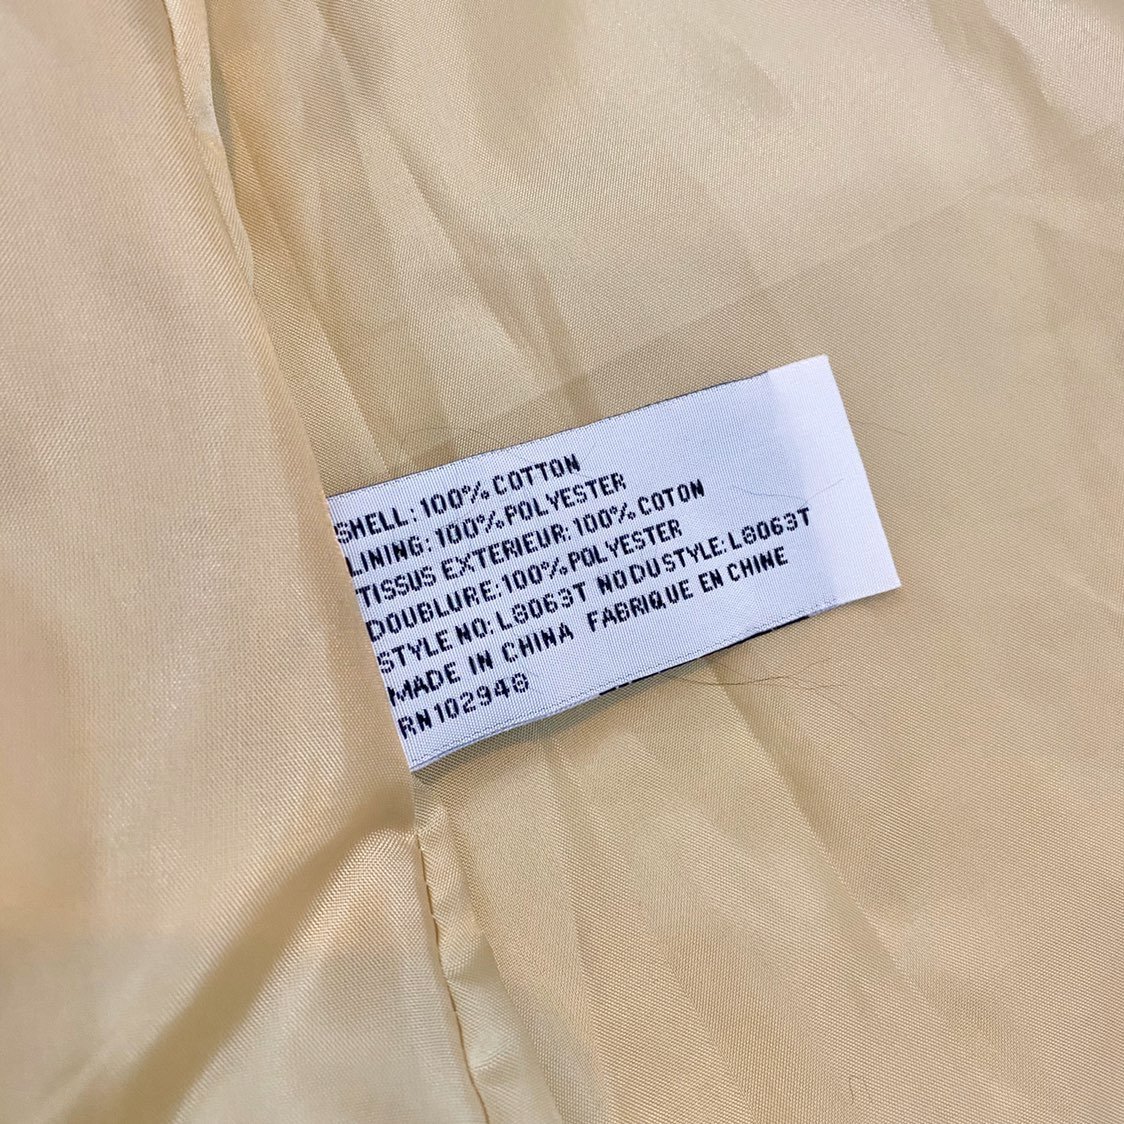 SHELL:100%COTTON
LINING:100%POLYESTER
TISSUS EXTERIEUR:100%COTON
DOUBLURE:100%POLYESTER
STYLE NO:L8063T NODUSTYLE:L8063T
MADE IN CHINA FABRIQUE EN CHINE
RN102948